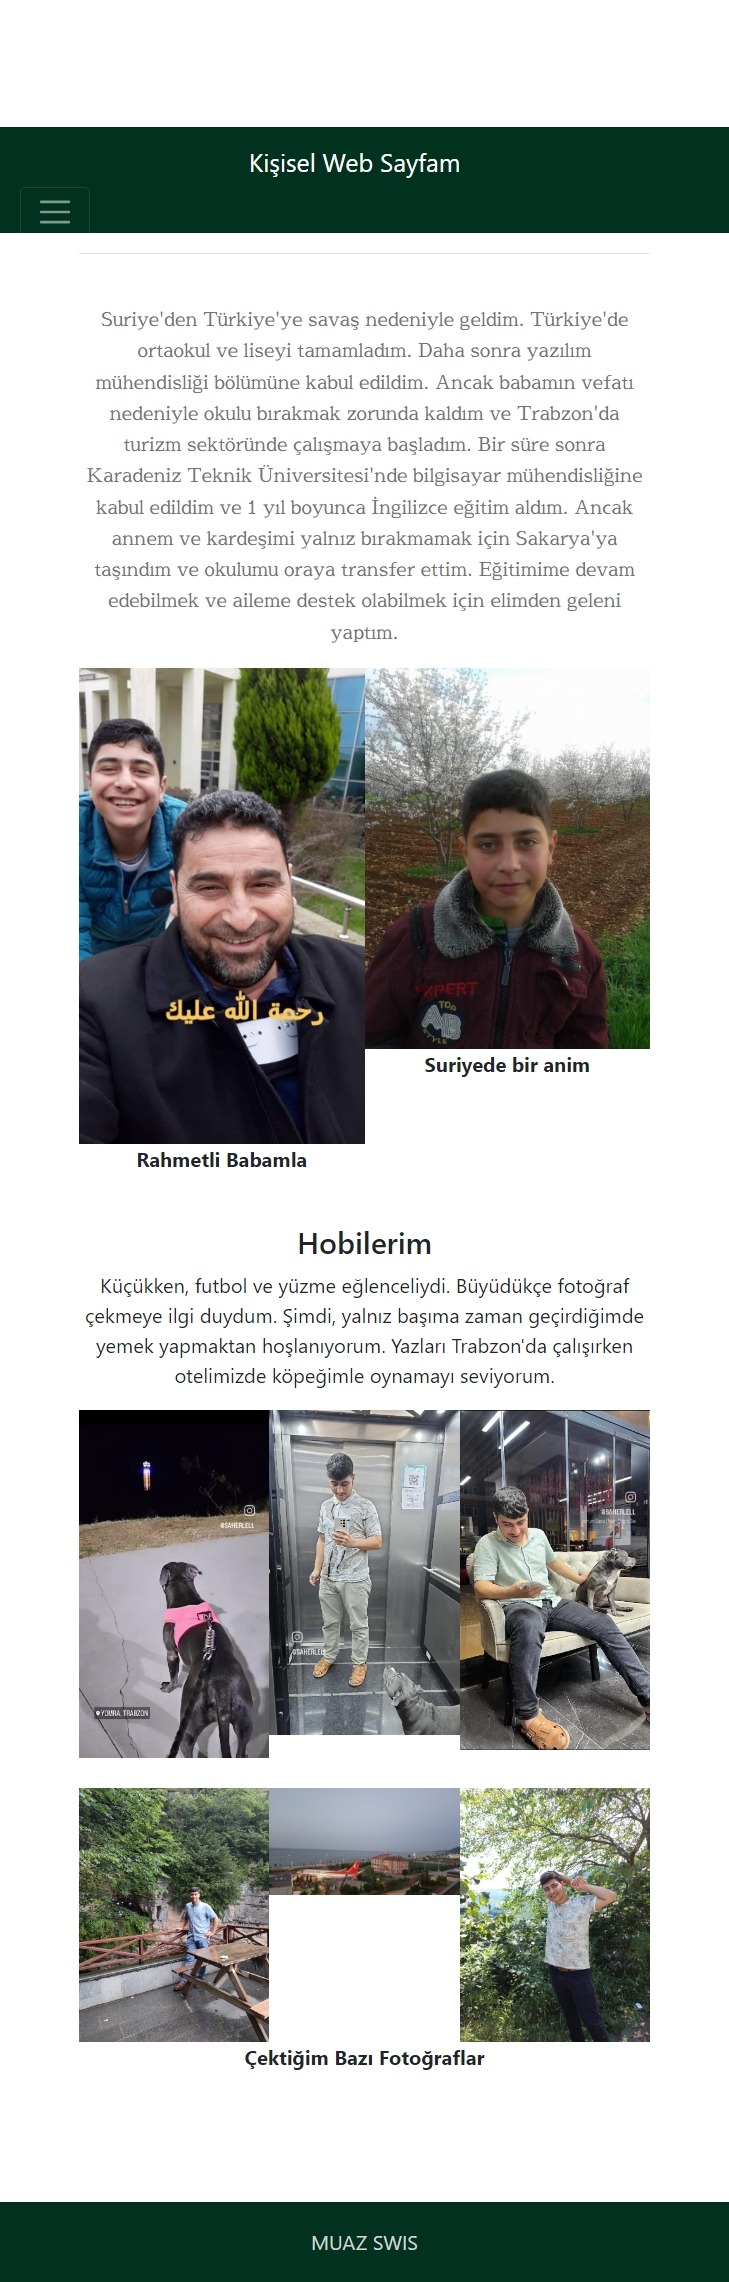 Kişisel Web Sayfam
Suriye'den Türkiye'ye savaş nedeniyle geldim. Türkiye'de
ortaokul ve liseyi tamamladım. Daha sonra yazılım
mühendisliği bölümüne kabul edildim. Ancak babamın vefatı
nedeniyle okulu bırakmak zorunda kaldım ve Trabzon'da
turizm sektöründe çalışmaya başladım. Bir süre sonra
Karadeniz Teknik Üniversitesi'nde bilgisayar mühendisliğine
kabul edildim ve 1 yıl boyunca İngilizce eğitim aldım. Ancak
annem ve kardeşimi yalnız bırakmamak için Sakarya'ya
taşındım ve okulumu oraya transfer ettim. Eğitimime devam
edebilmek ve aileme destek olabilmek için elimden geleni
yaptım.
رحمة الله عليك
EXPERT
TOP
AB
STYLE
Suriyede bir anim
Rahmetli Babamla
Hobilerim
Küçükken, futbol ve yüzme eğlenceliydi. Büyüdükçe fotoğraf
çekmeye ilgi duydum. Şimdi, yalnız başıma zaman geçirdiğimde
yemek yapmaktan hoşlanıyorum. Yazları Trabzon'da çalışırken
otelimizde köpeğimle oynamayı seviyorum.
@SAHERLELL
YOMRA, TRABZON
@SAHERLELL
@SAHERLELL
Çektiğim Bazı Fotoğraflar
MUAZ SWIS